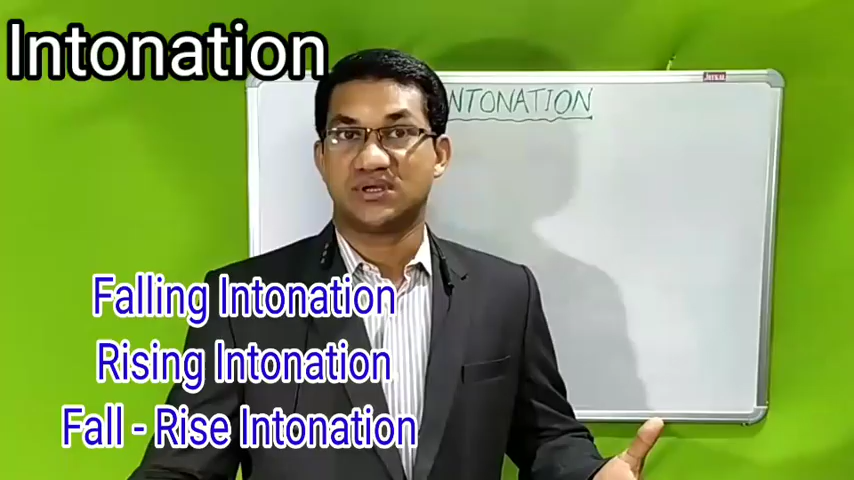 Intonation
NTONATION
Falling Intonation
Rising Intonation
Fall - Rise Intonation